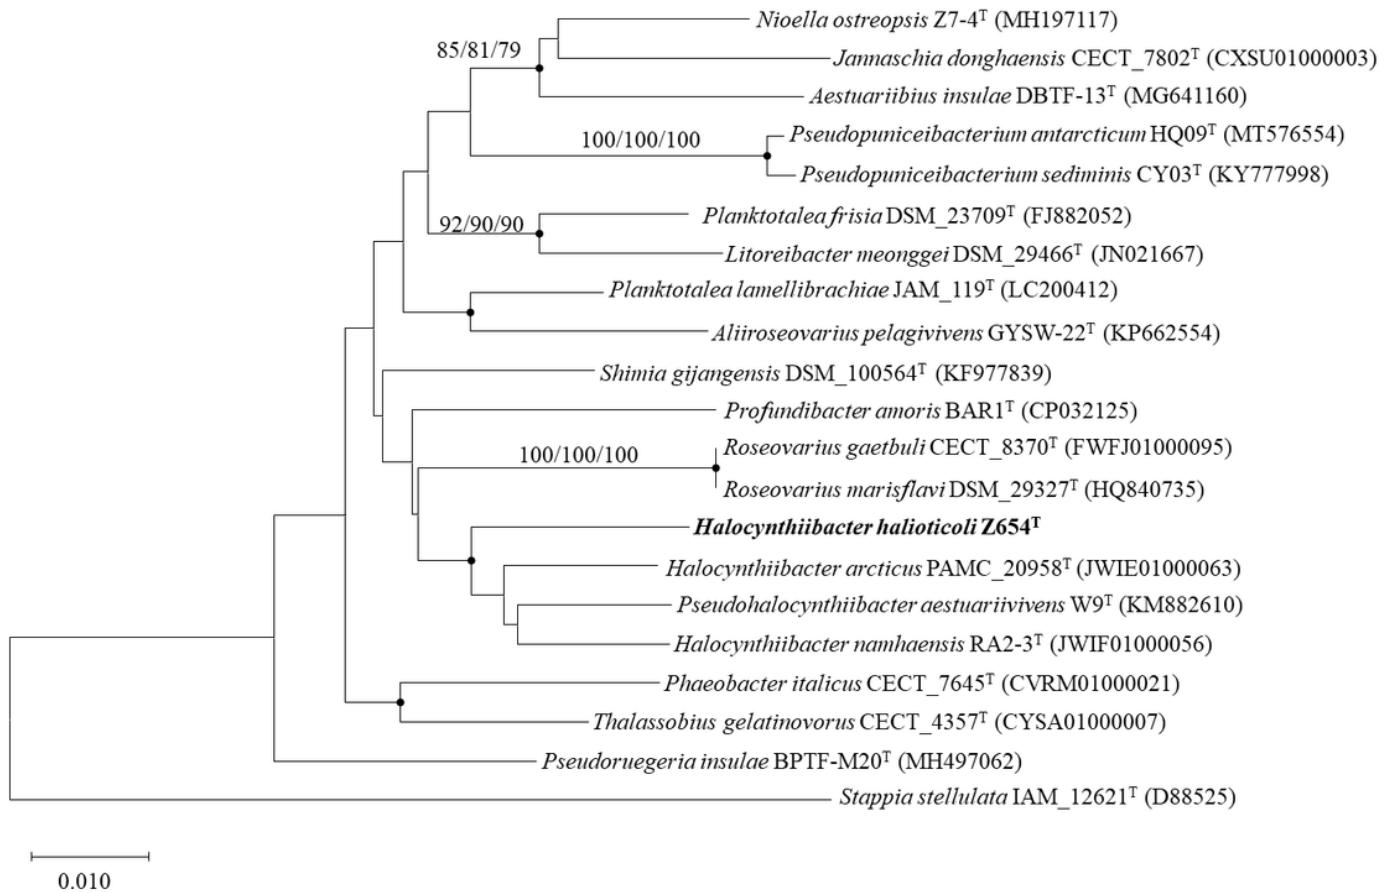 Nioella ostreopsis Z7-4ᵀ (MH197117)
85/81/79
Jannaschia donghaensis CECT_7802ᵀ (CXSU01000003)
Aestuariibius insulae DBTF-13ᵀ (MG641160)
100/100/100
Pseudopuniceibacterium antarcticum HQ09ᵀ (MT576554)
Pseudopuniceibacterium sediminis CY03ᵀ (KY777998)
Planktotalea frisia DSM_23709ᵀ (FJ882052)
92/90/90
Litoreibacter meonggei DSM_29466ᵀ (JN021667)
Planktotalea lamellibrachiae JAM_119ᵀ (LC200412)
Aliiroseovarius pelagivivens GYSW-22ᵀ (KP662554)
Shimia gijangensis DSM_100564ᵀ (KF977839)
Profundibacter amoris BAR1ᵀ (CP032125)
Roseovarius gaetbuli CECT_8370ᵀ (FWFJ01000095)
100/100/100
Roseovarius marisflavi DSM_29327ᵀ (HQ840735)
Halocynthiibacter halioticoli Z654ᵀ
Halocynthiibacter arcticus PAMC_20958ᵀ (JWIE01000063)
Pseudohalocynthiibacter aestuariivivens W9ᵀ (KM882610)
Halocynthiibacter namhaensis RA2-3ᵀ (JWIF01000056)
Phaeobacter italicus CECT_7645ᵀ (CVRM01000021)
Thalassobius gelatinovorus CECT_4357ᵀ (CYSA01000007)
Pseudoruegeria insulae BPTF-M20ᵀ (MH497062)
Stappia stellulata IAM_12621ᵀ (D88525)
0.010